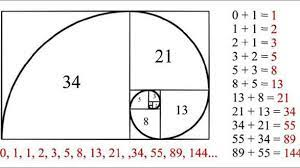 34
21
13
8
5
3
0, 1, 1, 2, 3, 5, 8, 13, 21, ,34, 55, 89, 144...
0 + 1 = 1
1 + 1 = 2
2 + 1 = 3
3 + 2 = 5
5 + 3 = 8
8 + 5 = 13
13 + 8 = 21
21 + 13 = 34
34 + 21 = 55
55 + 34 = 89
89 + 55 = 144